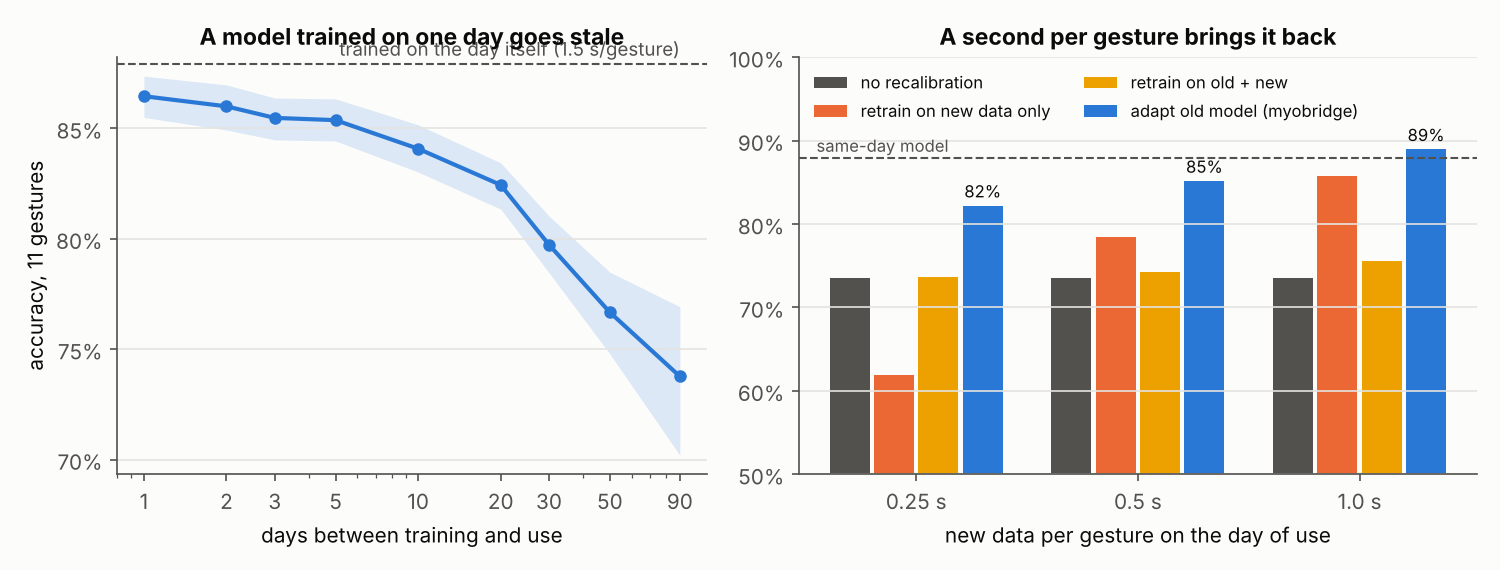 A model trained on one day goes stale
trained on the day itself (1.5 s/gesture)
accuracy, 11 gestures
85%
80%
75%
70%
1 2 3 5 10 20 30 50 90
days between training and use
A second per gesture brings it back
100%
90%
80%
70%
60%
50%
no recalibration
retrain on new data only
retrain on old + new
adapt old model (myobridge)
same-day model
82%
85%
89%
0.25 s 0.5 s 1.0 s
new data per gesture on the day of use